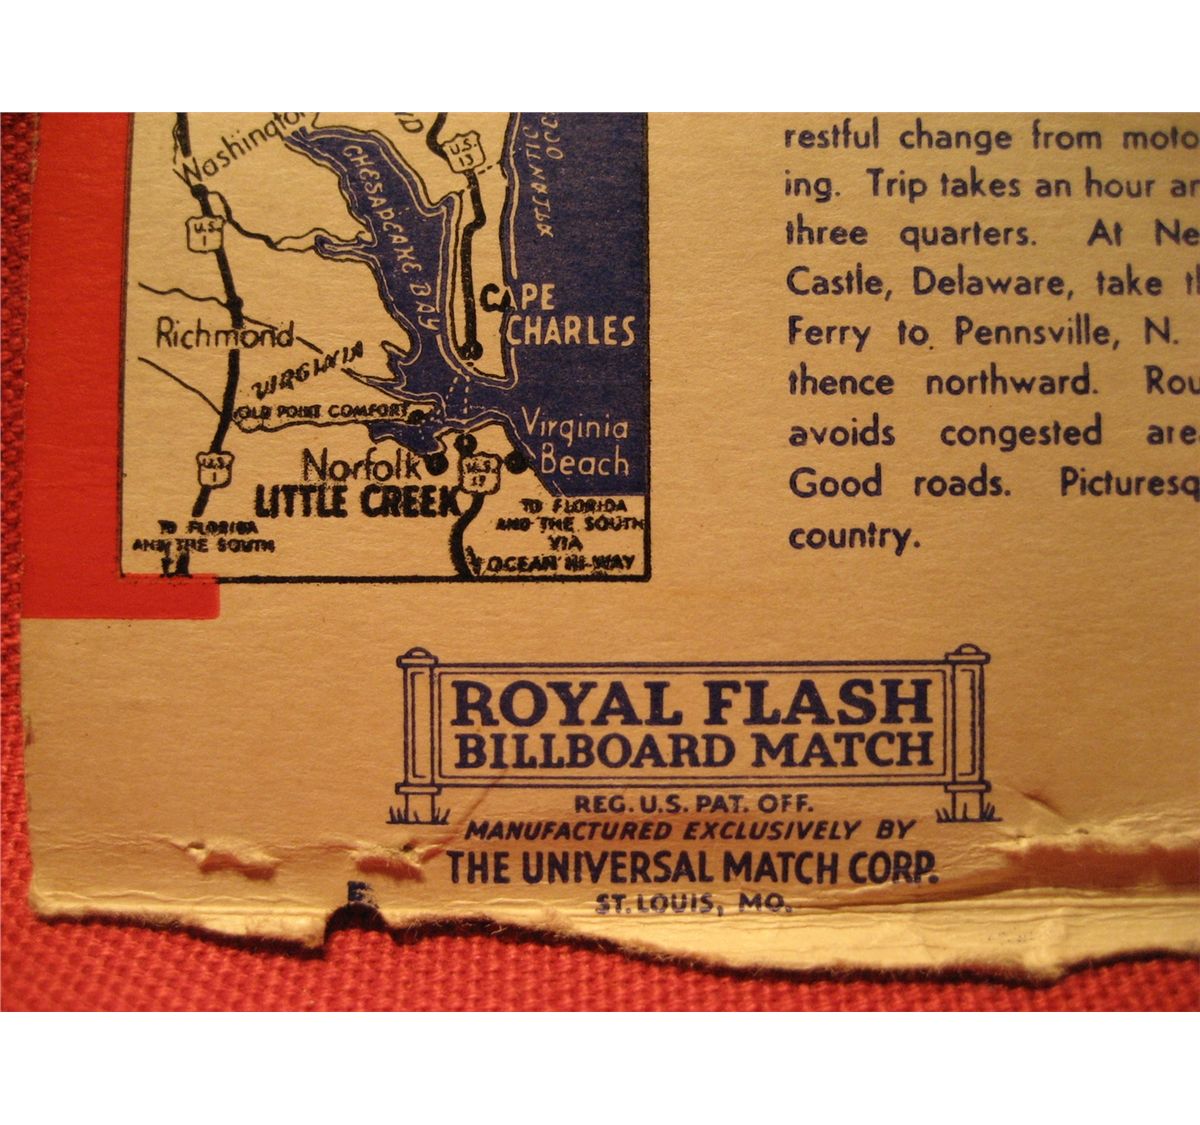 Washington
U.S. 13
ATLANTIC OC
CHESAPEAKE BAY
U.S. 1
CAPE
CHARLES
Richmond
VIRGINIA
OLD POINT COMFORT
Virginia
Beach
Norfolk
U.S. 1
LITTLE CREEK
TO FLORIDA
AND THE SOUTH
TO FLORIDA
AND THE SOUTH
VIA
OCEAN HI-WAY
restful change from moto
ing. Trip takes an hour an
three quarters. At Ne
Castle, Delaware, take th
Ferry to Pennsville, N.
thence northward. Rou
avoids congested are
Good roads. Picturesq
country.
ROYAL FLASH
BILLBOARD MATCH
REG. U.S. PAT. OFF.
MANUFACTURED EXCLUSIVELY BY
THE UNIVERSAL MATCH CORP.
ST. LOUIS, MO.